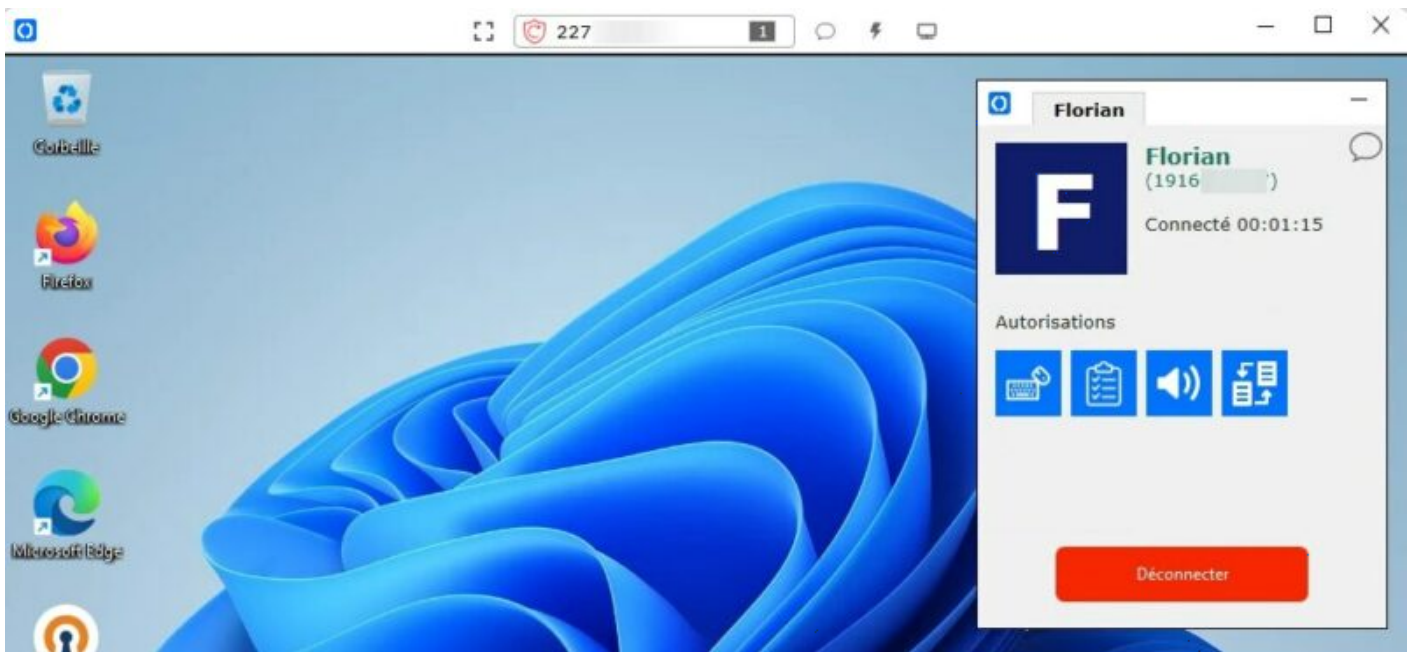 227
1
Corbeille
Firefox
Google Chrome
Microsoft Edge
Florian
F
Florian
(1916 )
Connecté 00:01:15
Autorisations
Déconnecter